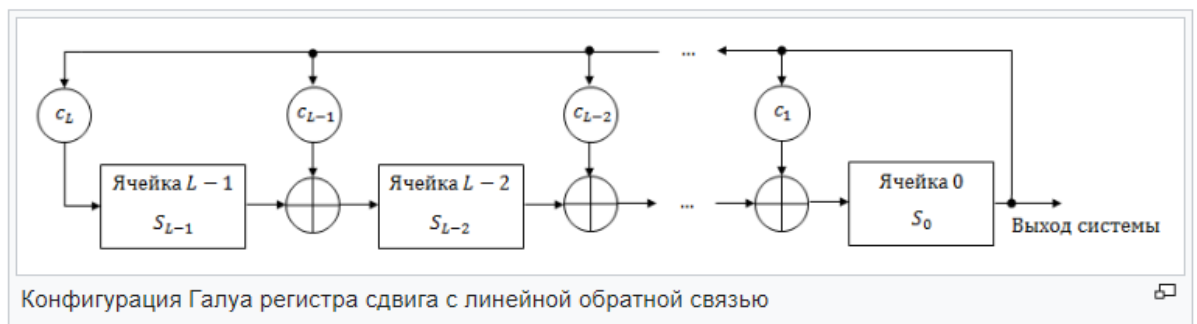 ...
c_L
c_{L−1}
c_{L−2}
c_1
Ячейка L − 1
S_{L−1}
Ячейка L − 2
S_{L−2}
...
Ячейка 0
S_0
Выход системы
Конфигурация Галуа регистра сдвига с линейной обратной связью